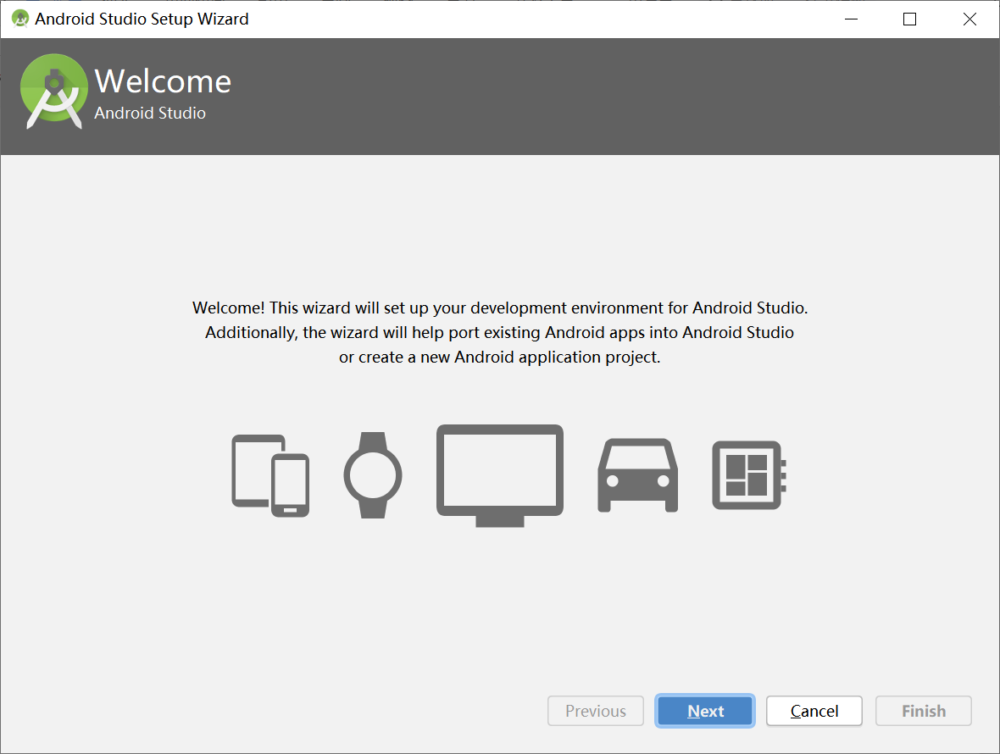 Android Studio Setup Wizard
Welcome
Android Studio
Welcome! This wizard will set up your development environment for Android Studio.
Additionally, the wizard will help port existing Android apps into Android Studio
or create a new Android application project.
Previous Next Cancel Finish